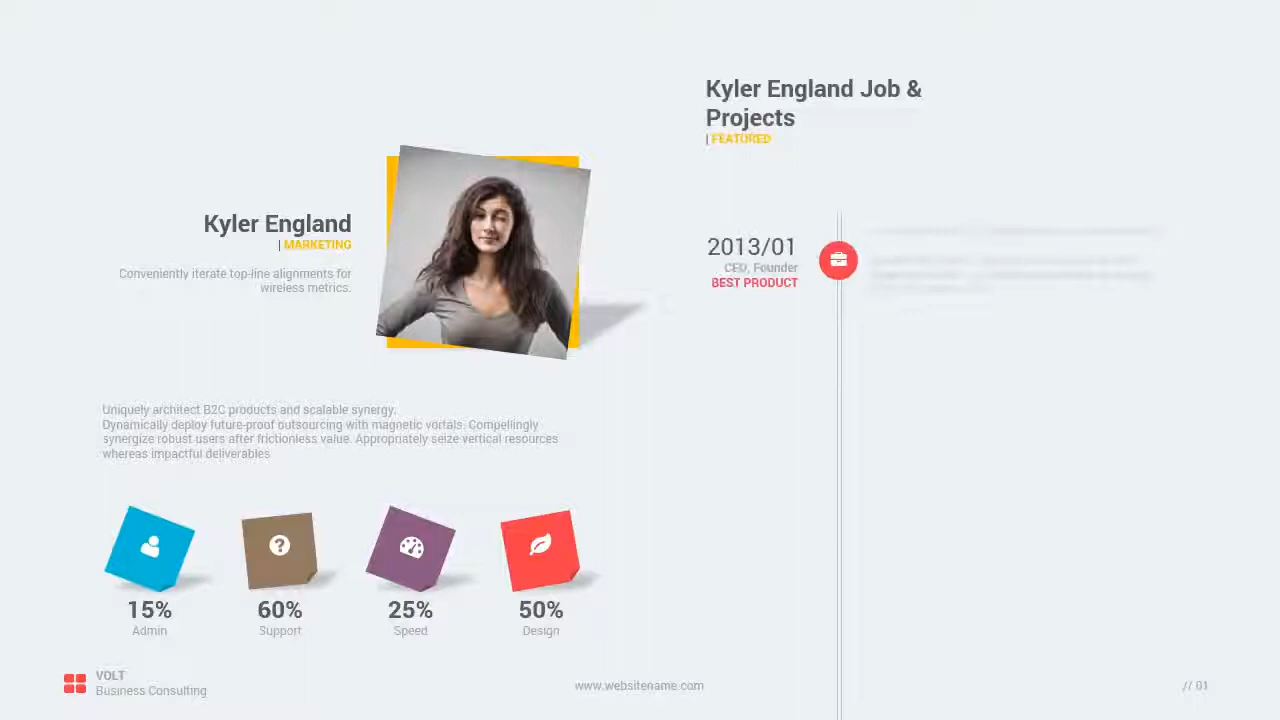 Kyler England Job &
Projects
| FEATURED
Kyler England
| MARKETING
Conveniently iterate top-line alignments for
wireless metrics.
2013/01
CEO, Founder
BEST PRODUCT
Uniquely architect B2C products and scalable synergy.
Dynamically deploy future-proof outsourcing with magnetic vortals. Compellingly
synergize robust users after frictionless value. Appropriately seize vertical resources
whereas impactful deliverables
15%
Admin
60%
Support
25%
Speed
50%
Design
VOLT
Business Consulting
www.websitename.com
// 01